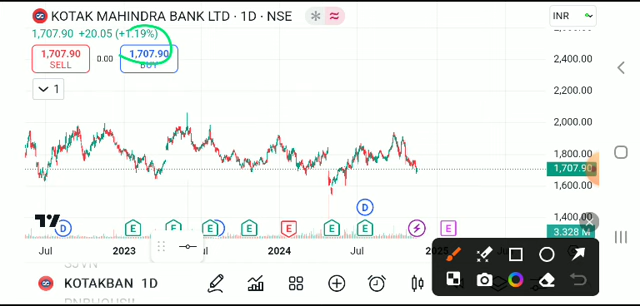 KOTAK MAHINDRA BANK LTD · 1D · NSE
INR
1,707.90 +20.05 (+1.19%)
1,707.90 0.00 1,707.90
SELL BUY
1
2,400.00
2,200.00
2,000.00
1,800.00
1,707.90
1,600.00
1,400.00
3.328 M
D
D E E E E E E E E
Jul 2023 Jul 2024 Jul 2025
KOTAKBAN 1D